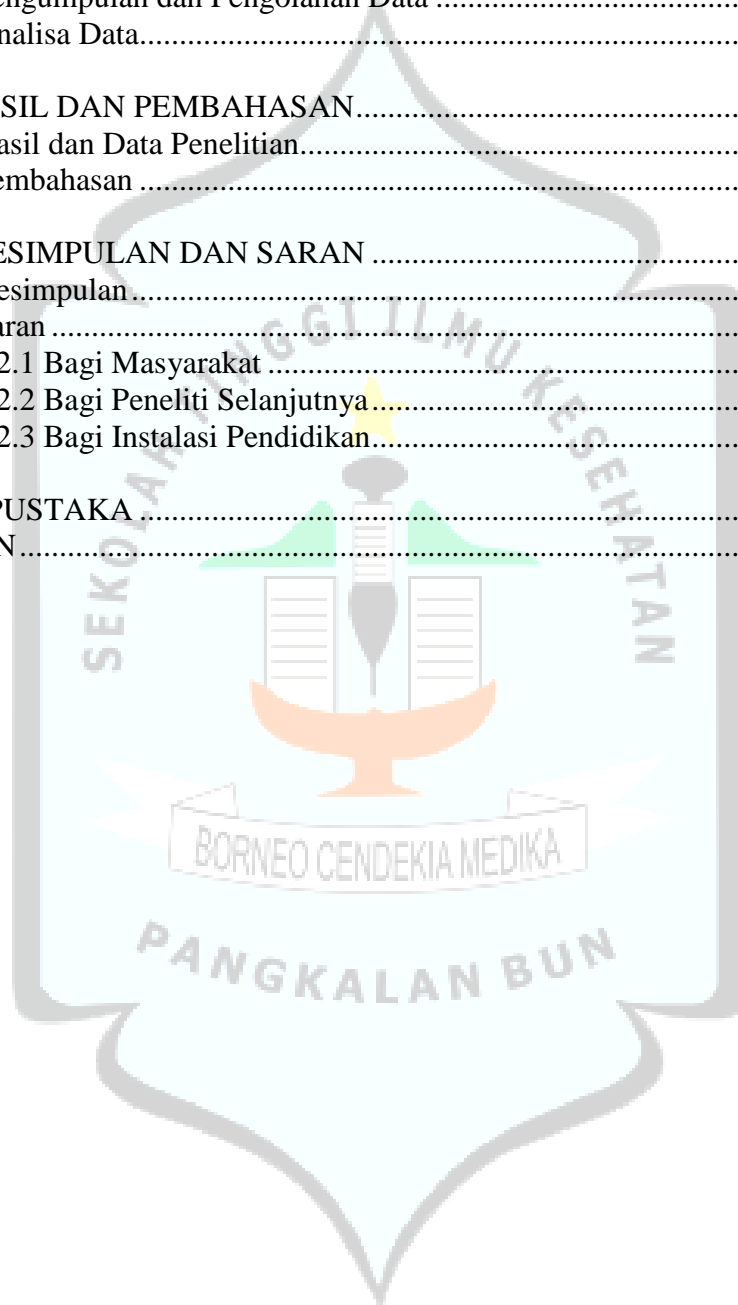 engumpulan dan Pengolahan Data ..............................
nalisa Data..............................
SIL DAN PEMBAHASAN..............................
asil dan Data Penelitian..............................
embahasan ..............................
ESIMPULAN DAN SARAN ..............................
esimpulan..............................
aran ..............................
2.1 Bagi Masyarakat ..............................
2.2 Bagi Peneliti Selanjutnya..............................
2.3 Bagi Instalasi Pendidikan..............................
PUSTAKA ..............................
N..............................
SEKOLAH TINGGI ILMU KESEHATAN
BORNEO CENDEKIA MEDIKA
PANGKALAN BUN